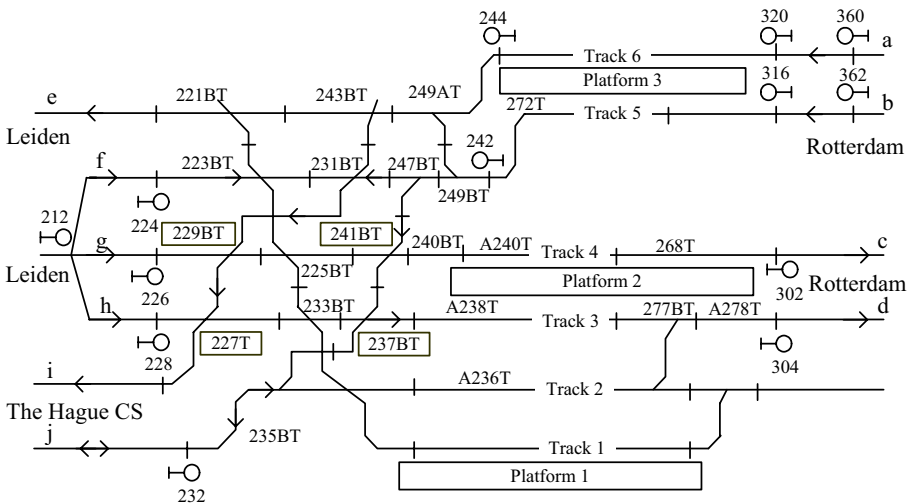 244
320
360
a
Track 6
Platform 3
e
221BT
243BT
249AT
316
362
272T
Track 5
b
Leiden
242
Rotterdam
f
223BT
231BT
247BT
249BT
212
224
229BT
241BT
g
240BT
A240T
Track 4
268T
c
Leiden
226
225BT
Platform 2
302
Rotterdam
h
233BT
A238T
277BT
A278T
d
Track 3
228
227T
237BT
304
i
A236T
Track 2
The Hague CS
j
235BT
Track 1
232
Platform 1